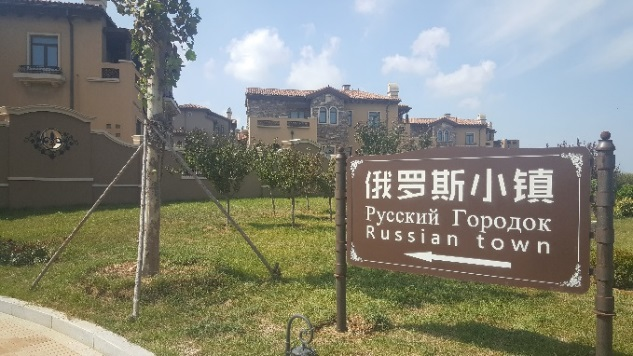 俄罗斯小镇
Русский Городок
Russian town